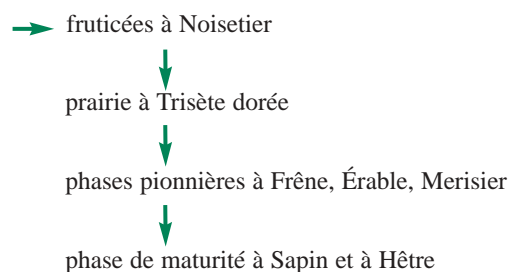 fruticées à Noisetier
prairie à Trisète dorée
phases pionnières à Frêne, Érable, Merisier
phase de maturité à Sapin et à Hêtre